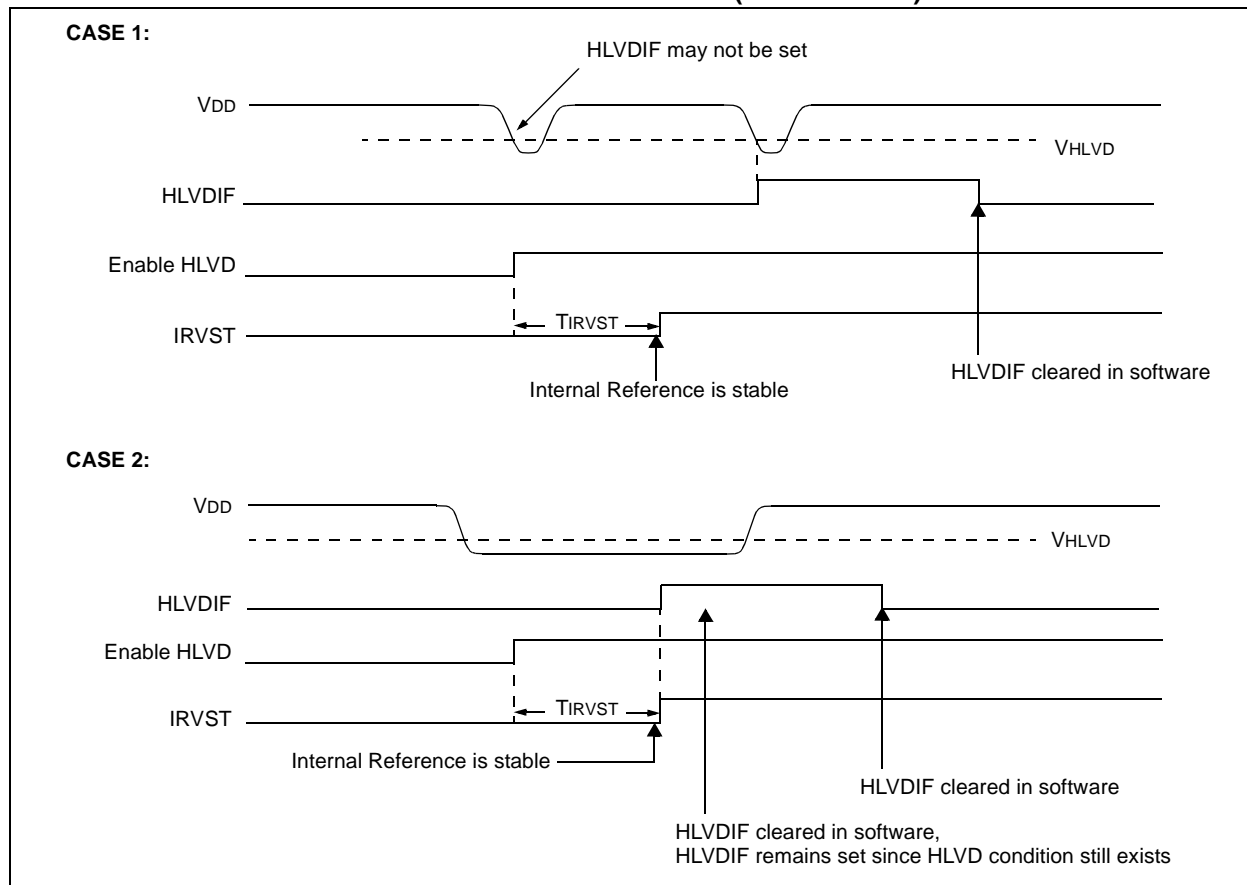 CASE 1:
HLVDIF may not be set
VDD
VHLVD
HLVDIF
Enable HLVD
TIRVST
IRVST
Internal Reference is stable
HLVDIF cleared in software
CASE 2:
VDD
VHLVD
HLVDIF
Enable HLVD
TIRVST
IRVST
Internal Reference is stable
HLVDIF cleared in software
HLVDIF cleared in software,
HLVDIF remains set since HLVD condition still exists